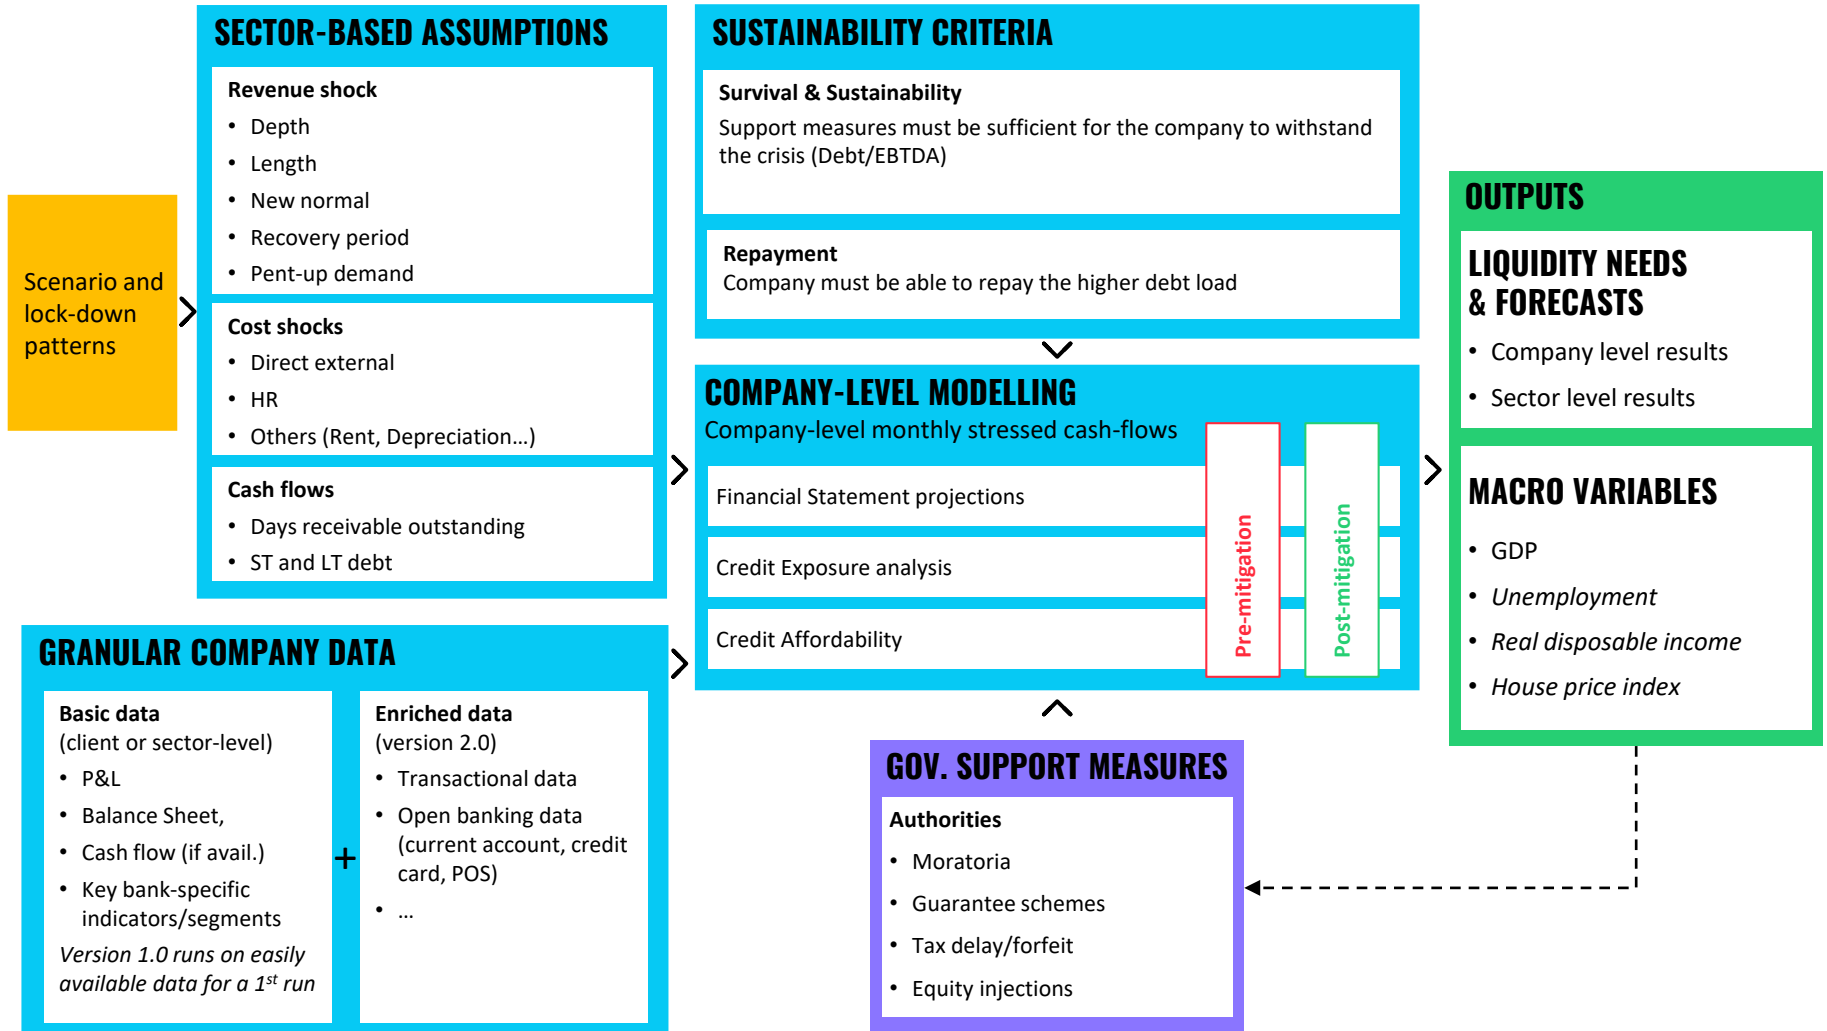 Scenario and
lock-down
patterns
SECTOR-BASED ASSUMPTIONS
Revenue shock
• Depth
• Length
• New normal
• Recovery period
• Pent-up demand
Cost shocks
• Direct external
• HR
• Others (Rent, Depreciation...)
Cash flows
• Days receivable outstanding
• ST and LT debt
GRANULAR COMPANY DATA
Basic data
(client or sector-level)
• P&L
• Balance Sheet,
• Cash flow (if avail.)
• Key bank-specific
indicators/segments
Version 1.0 runs on easily
available data for a 1st run
+
Enriched data
(version 2.0)
• Transactional data
• Open banking data
(current account, credit
card, POS)
• ...
SUSTAINABILITY CRITERIA
Survival & Sustainability
Support measures must be sufficient for the company to withstand
the crisis (Debt/EBTDA)
Repayment
Company must be able to repay the higher debt load
COMPANY-LEVEL MODELLING
Company-level monthly stressed cash-flows
Financial Statement projections
Credit Exposure analysis
Credit Affordability
Pre-mitigation
Post-mitigation
GOV. SUPPORT MEASURES
Authorities
• Moratoria
• Guarantee schemes
• Tax delay/forfeit
• Equity injections
OUTPUTS
LIQUIDITY NEEDS
& FORECASTS
• Company level results
• Sector level results
MACRO VARIABLES
• GDP
• Unemployment
• Real disposable income
• House price index